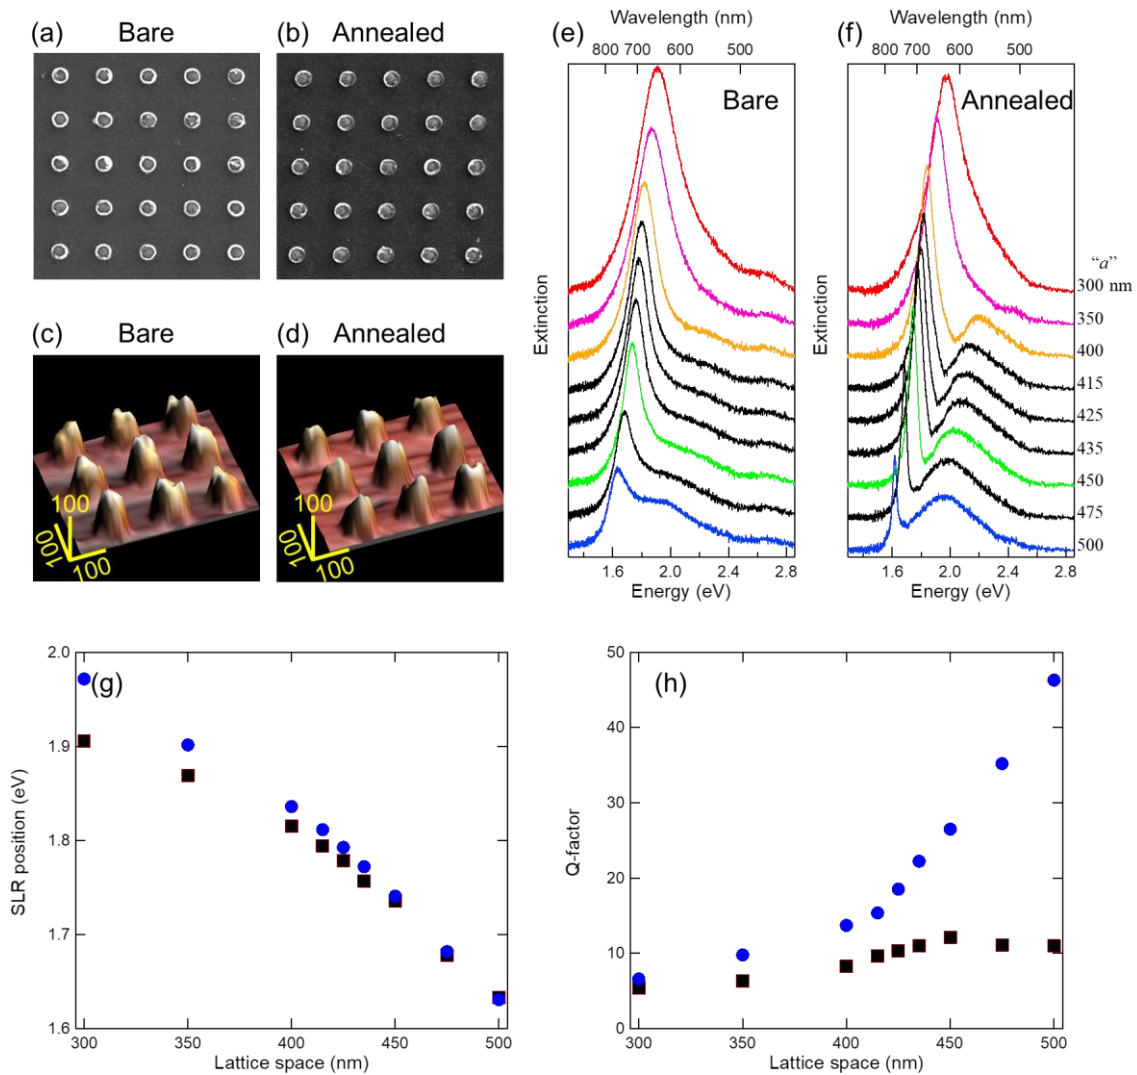 (a) Bare
(b) Annealed
(c) Bare
100
100
100
(d) Annealed
100
100
100
(e)
Wavelength (nm)
800 700 600 500
Bare
Extinction
1.6 2.0 2.4 2.8
Energy (eV)
(f)
Wavelength (nm)
800 700 600 500
Annealed
Extinction
“a”
300 nm
350
400
415
425
435
450
475
500
1.6 2.0 2.4 2.8
Energy (eV)
(g)
SLR position (eV)
2.0
1.9
1.8
1.7
1.6
300 350 400 450 500
Lattice space (nm)
(h)
Q-factor
50
40
30
20
10
0
300 350 400 450 500
Lattice space (nm)